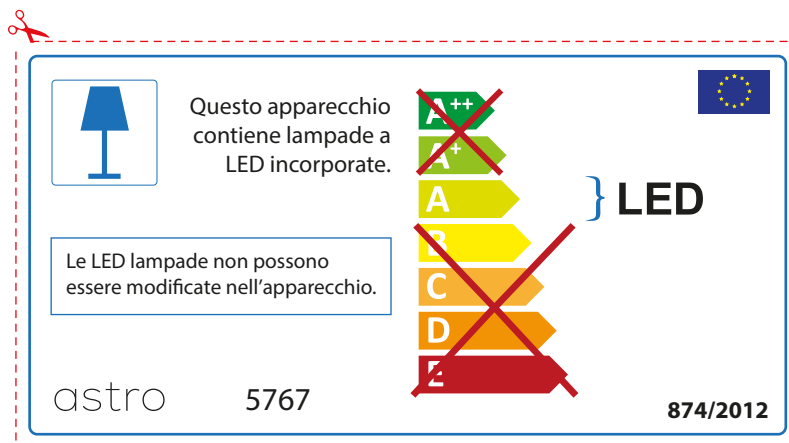 Questo apparecchio
contiene lampade a
LED incorporate.
A++
A+
A
B
C
D
E
LED
Le LED lampade non possono
essere modificate nell'apparecchio.
astro
5767
874/2012